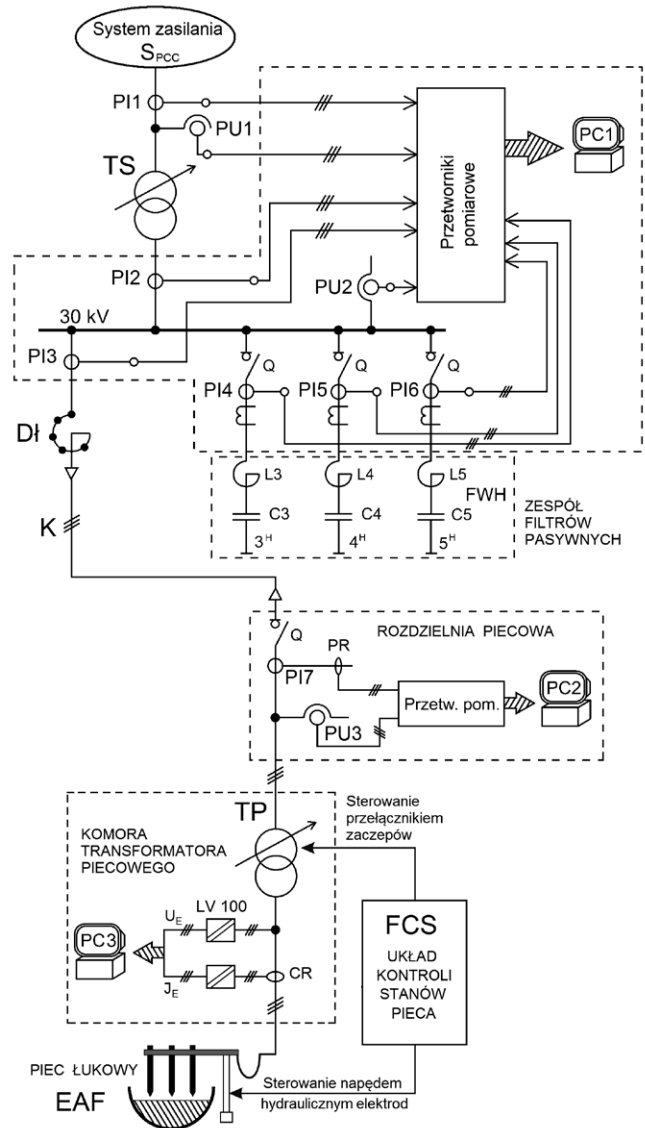 System zasilania
S PCC
PI1
PU1
TS
Przetworniki
pomiarowe
PC1
PI2
PU2
30 kV
PI3
Q
Q
Q
PI4
PI5
PI6
Dł
L3
L4
L5
FWH
C3
C4
C5
3 H
4 H
5 H
ZESPÓŁ
FILTRÓW
PASYWNYCH
K
Q
ROZDZIELNIA PIECOWA
PR
PI7
Przetw. pom.
PC2
PU3
TP
Sterowanie
przełącznikiem
zaczepów
KOMORA
TRANSFORMATORA
PIECOWEGO
LV 100
U E
PC3
J E
CR
FCS
UKŁAD
KONTROLI
STANÓW
PIECA
PIEC ŁUKOWY
EAF
Sterowanie napędem
hydraulicznym elektrod